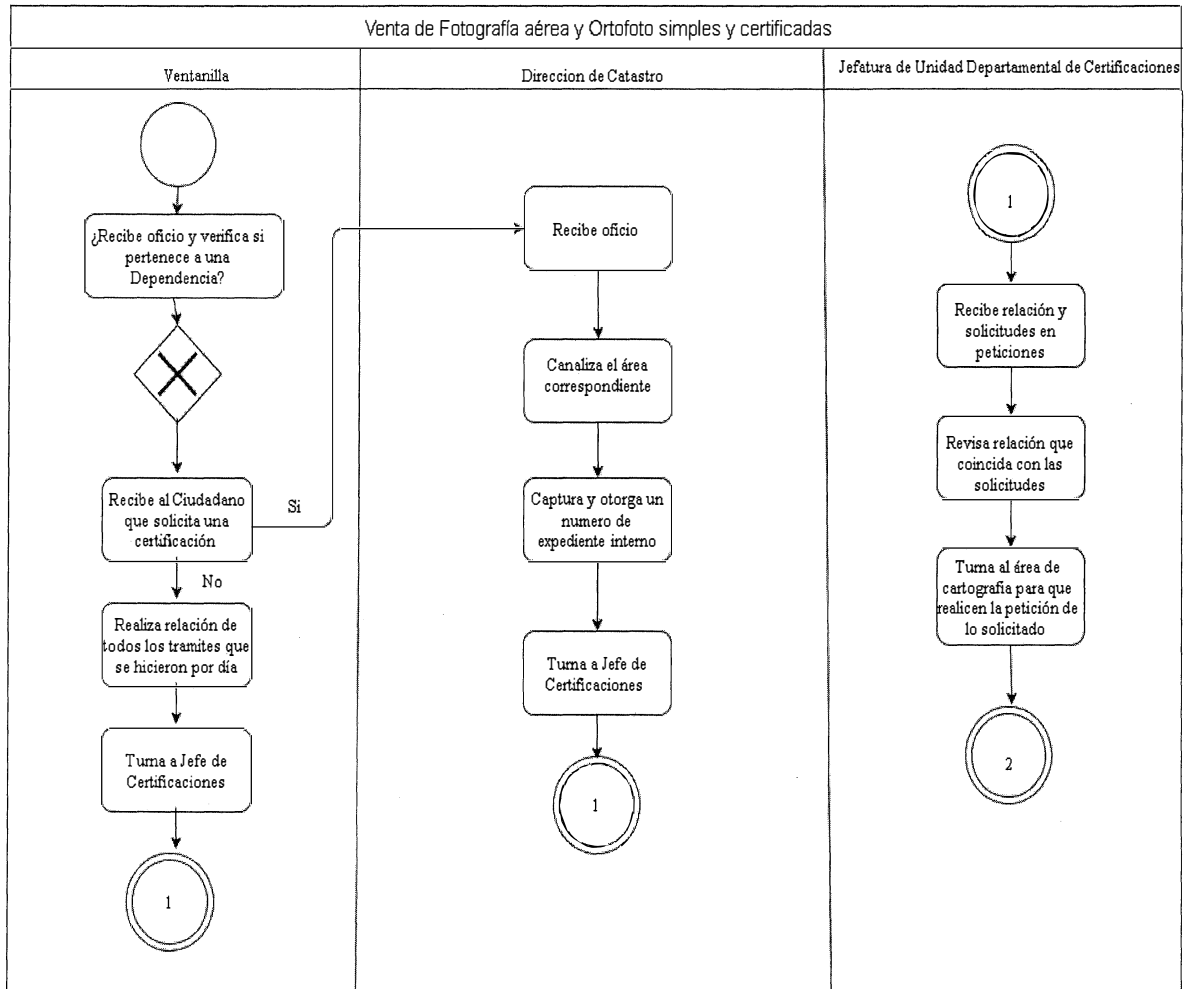 Venta de Fotografía aérea y Ortofoto simples y certificadas
Ventanilla
Direccion de Catastro
Jefatura de Unidad Departamental de Certificaciones
¿Recibe oficio y verifica si
pertenece a una
Dependencia?
Recibe al Ciudadano
que solicita una
certificación
Si
No
Realiza relación de
todos los tramites que
se hicieron por día
Turna a Jefe de
Certificaciones
1
Recibe oficio
Canaliza el área
correspondiente
Captura y otorga un
numero de
expediente interno
Turna a Jefe de
Certificaciones
1
1
Recibe relación y
solicitudes en
peticiones
Revisa relación que
coincida con las
solicitudes
Turna al área de
cartografia para que
realicen la petición de
lo solicitado
2